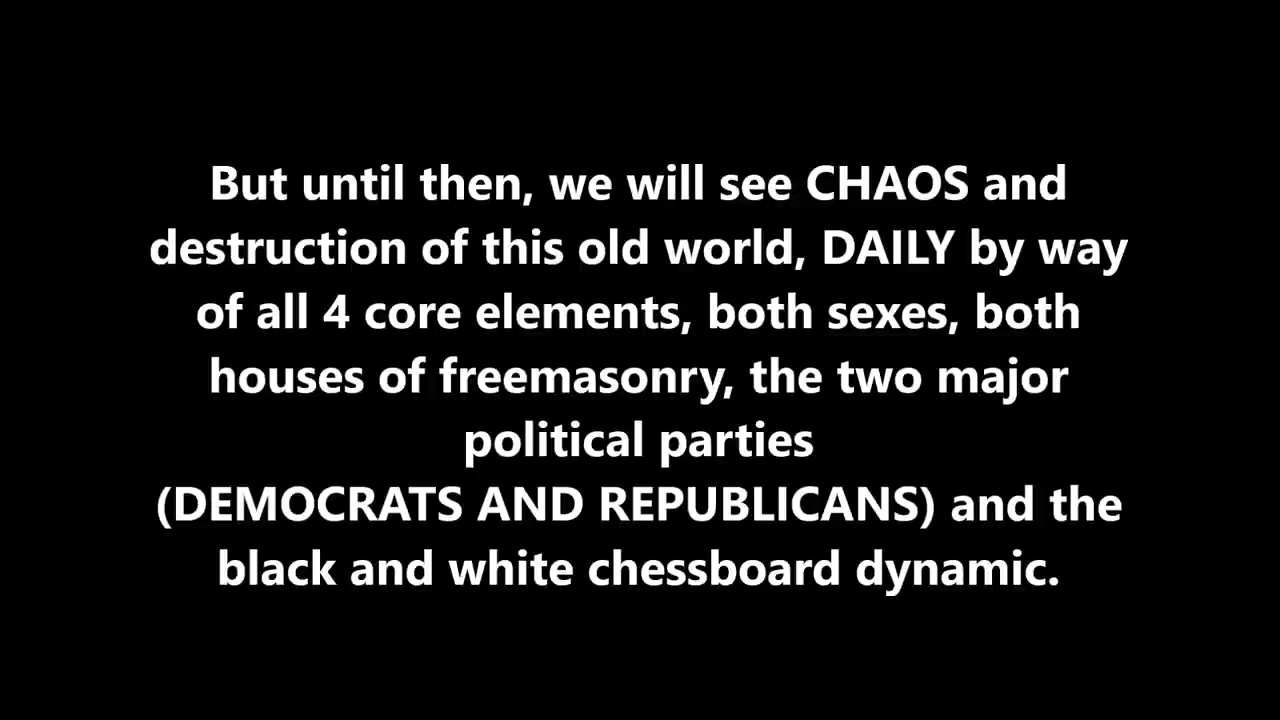 But until then, we will see CHAOS and
destruction of this old world, DAILY by way
of all 4 core elements, both sexes, both
houses of freemasonry, the two major
political parties
(DEMOCRATS AND REPUBLICANS) and the
black and white chessboard dynamic.